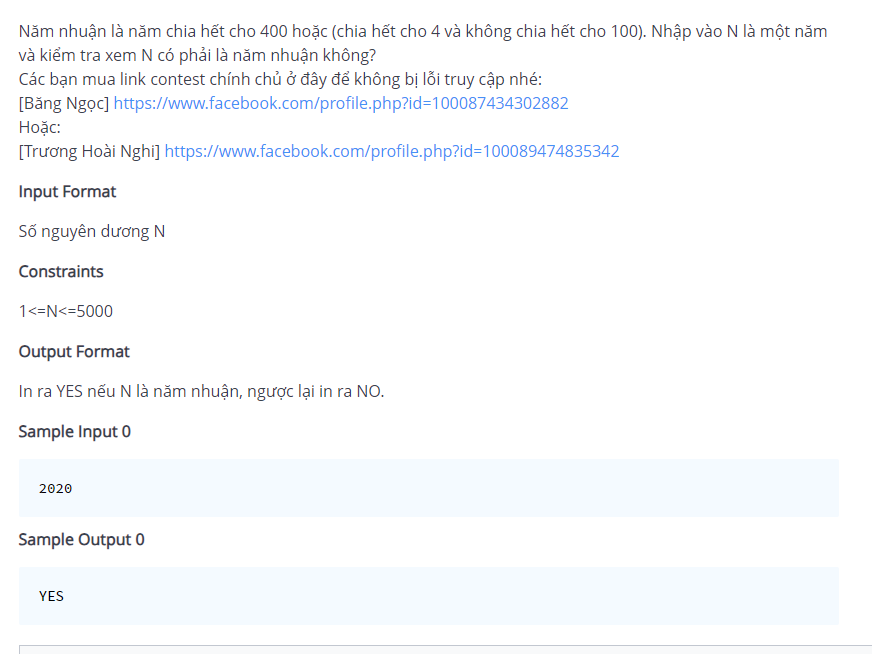 Năm nhuận là năm chia hết cho 400 hoặc (chia hết cho 4 và không chia hết cho 100). Nhập vào N là một năm
và kiểm tra xem N có phải là năm nhuận không?
Các bạn mua link contest chính chủ ở đây để không bị lỗi truy cập nhé:
[Băng Ngọc] https://www.facebook.com/profile.php?id=100087434302882
Hoặc:
[Trương Hoài Nghi] https://www.facebook.com/profile.php?id=100089474835342
Input Format
Số nguyên dương N
Constraints
1<=N<=5000
Output Format
In ra YES nếu N là năm nhuận, ngược lại in ra NO.
Sample Input 0
2020
Sample Output 0
YES